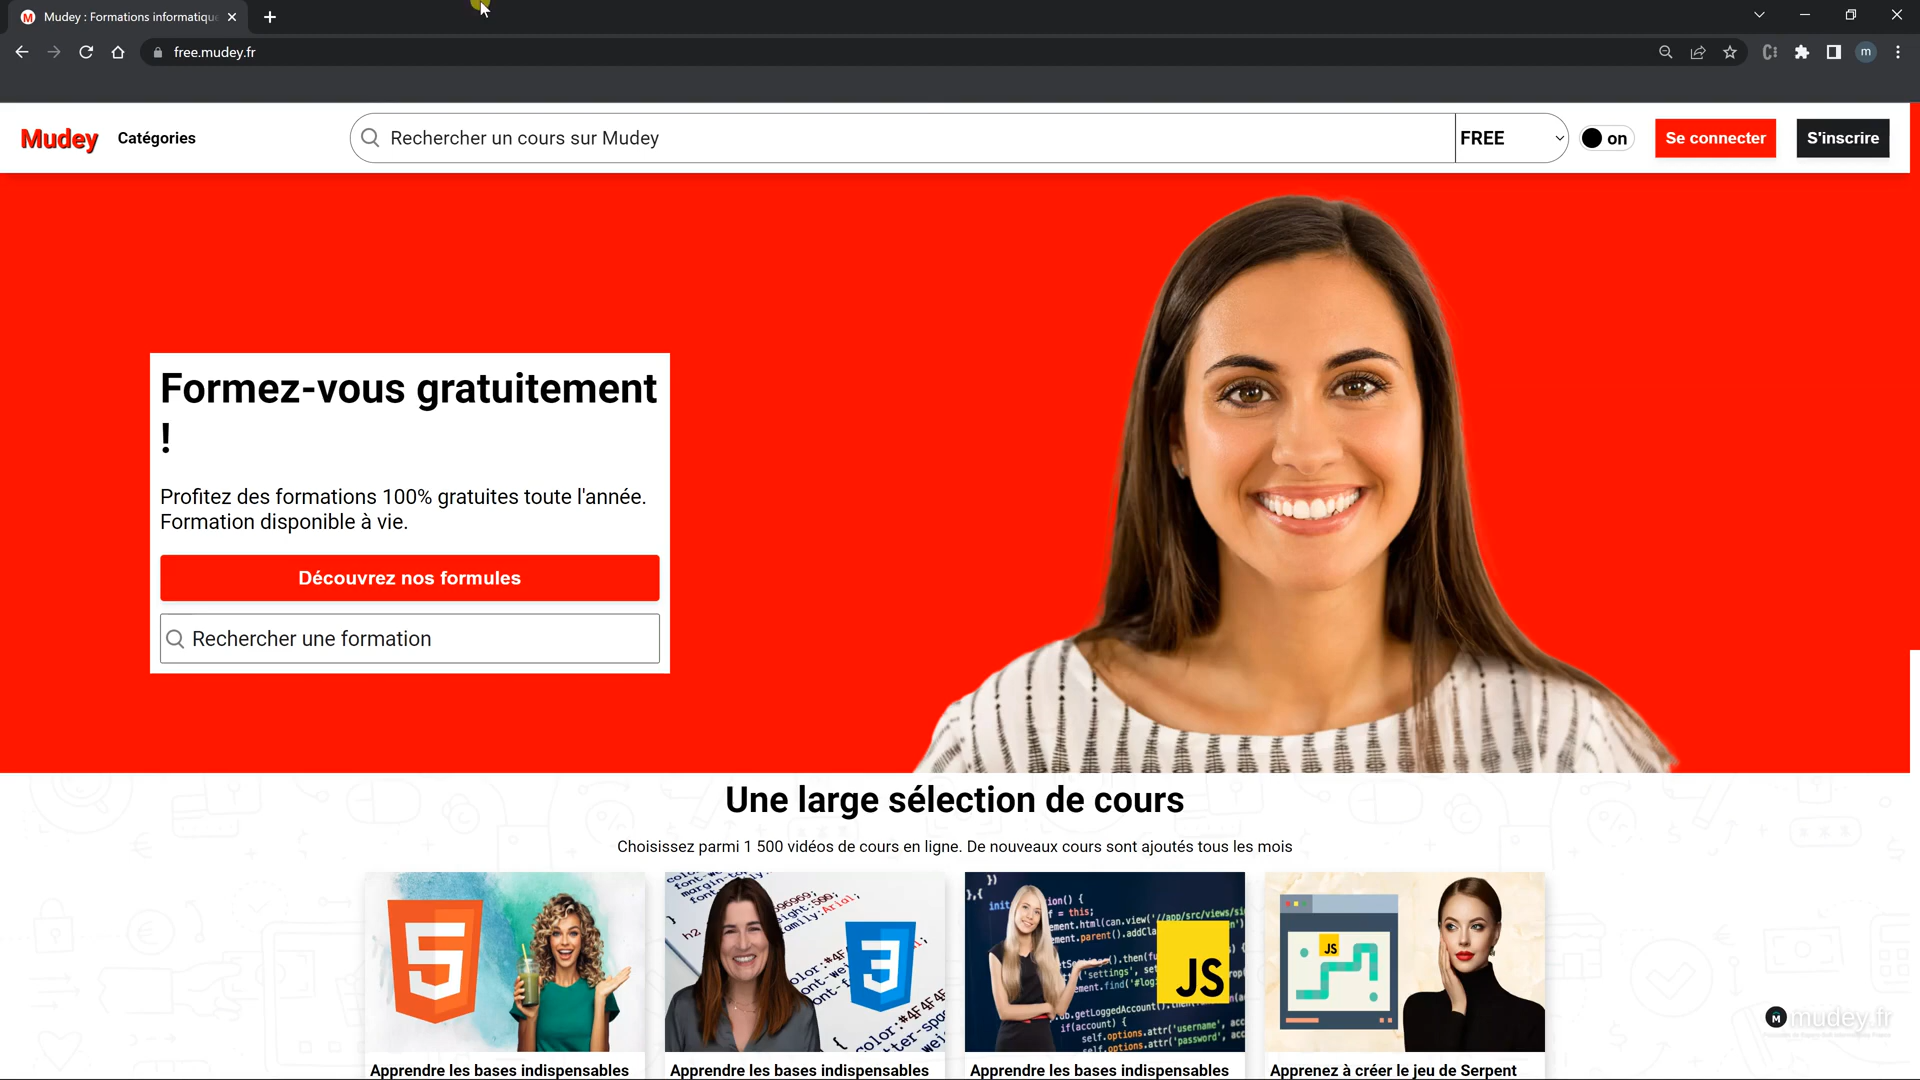 Mudey : Formations informatiqu
free.mudey.fr
m
Mudey
Catégories
Rechercher un cours sur Mudey
FREE
on
Se connecter
S'inscrire
Formez-vous gratuitement
!
Profitez des formations 100% gratuites toute l'année.
Formation disponible à vie.
Découvrez nos formules
Rechercher une formation
Une large sélection de cours
Choisissez parmi 1 500 vidéos de cours en ligne. De nouveaux cours sont ajoutés tous les mois
5
3
JS
JS
mudey.fr
Apprendre les bases indispensables
Apprendre les bases indispensables
Apprendre les bases indispensables
Apprenez à créer le jeu de Serpent